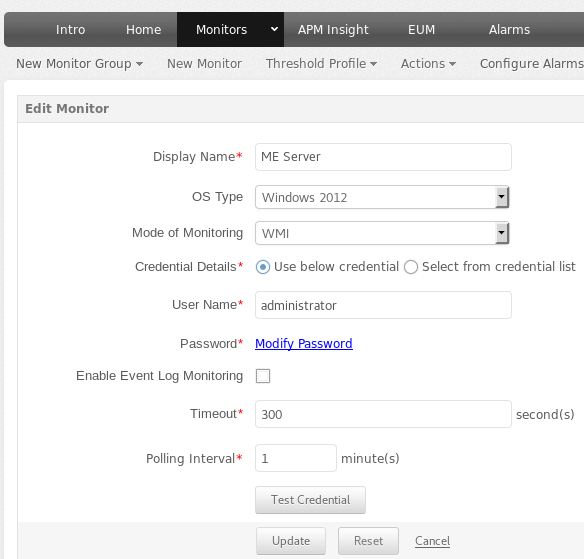 Intro Home Monitors APM Insight EUM Alarms
New Monitor Group New Monitor Threshold Profile Actions Configure Alarms
Edit Monitor
Display Name* ME Server
OS Type Windows 2012
Mode of Monitoring WMI
Credential Details* Use below credential Select from credential list
User Name* administrator
Password* Modify Password
Enable Event Log Monitoring
Timeout* 300 second(s)
Polling Interval* 1 minute(s)
Test Credential
Update Reset Cancel